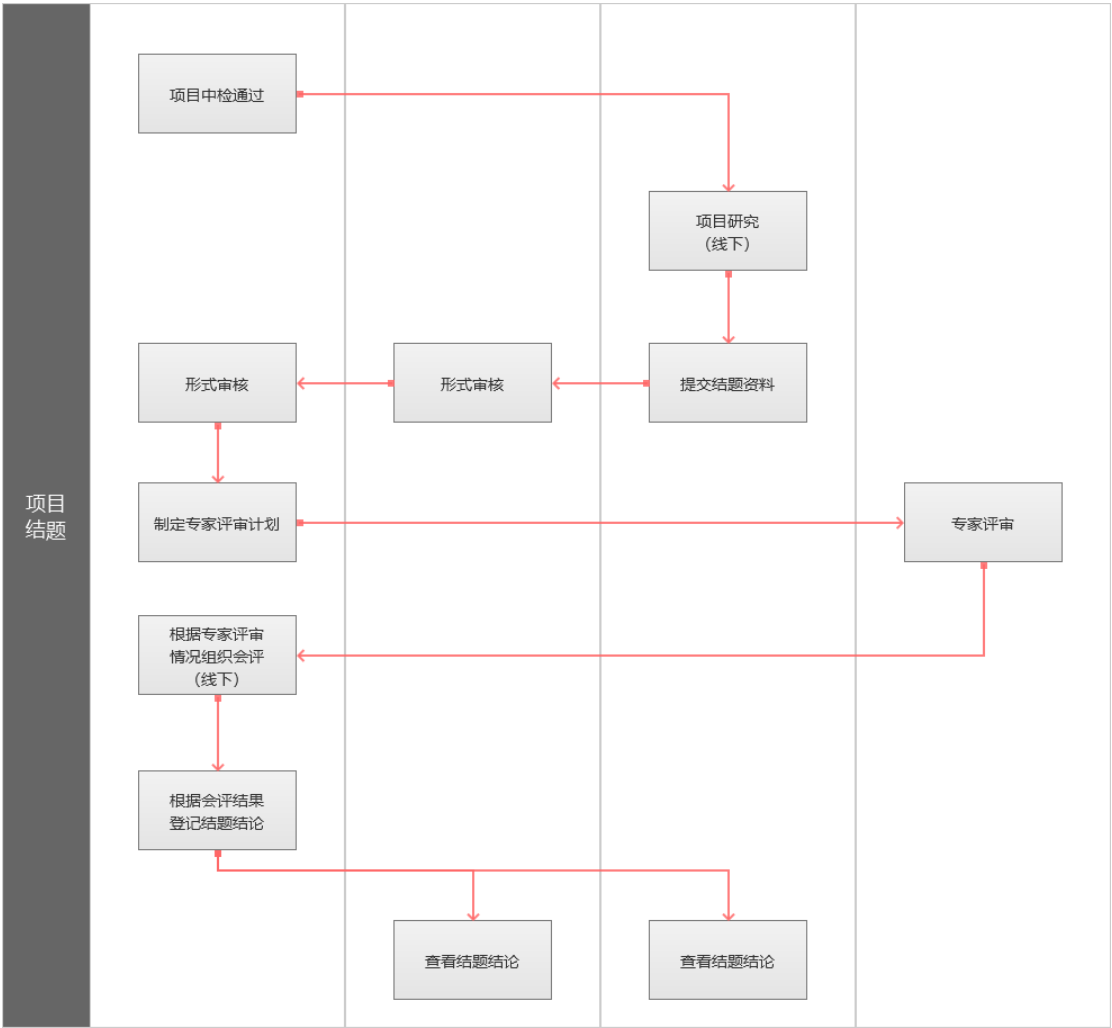 项目
结题
项目中检通过
项目研究
（线下）
形式审核
形式审核
提交结题资料
制定专家评审计划
专家评审
根据专家评审
情况组织会评
（线下）
根据会评结果
登记结题结论
查看结题结论
查看结题结论